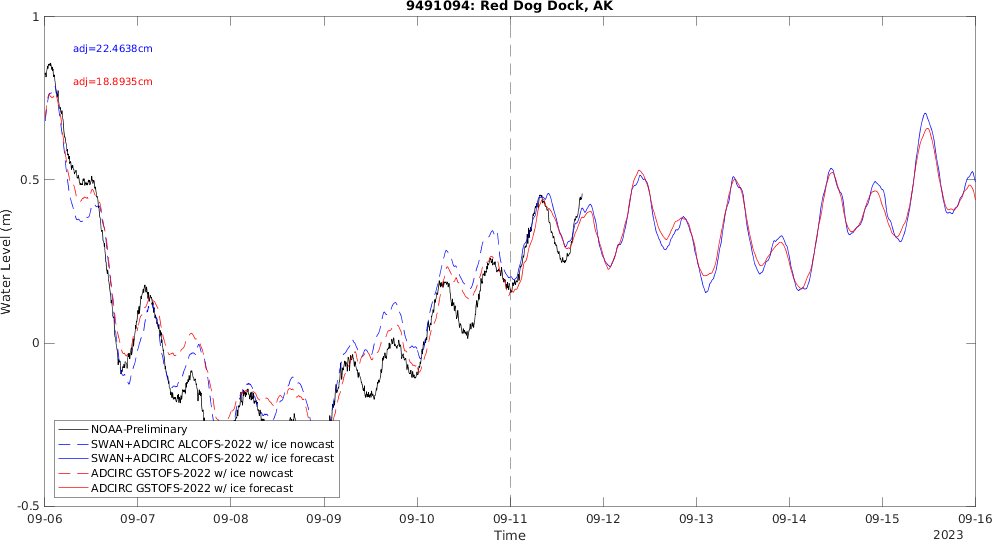 9491094: Red Dog Dock, AK
adj=22.4638cm
adj=18.8935cm
Water Level (m)
1
0.5
0
-0.5
NOAA-Preliminary
SWAN+ADCIRC ALCOFS-2022 w/ ice nowcast
SWAN+ADCIRC ALCOFS-2022 w/ ice forecast
ADCIRC GSTOFS-2022 w/ ice nowcast
ADCIRC GSTOFS-2022 w/ ice forecast
09-06 09-07 09-08 09-09 09-10 09-11 09-12 09-13 09-14 09-15 09-16
Time
2023